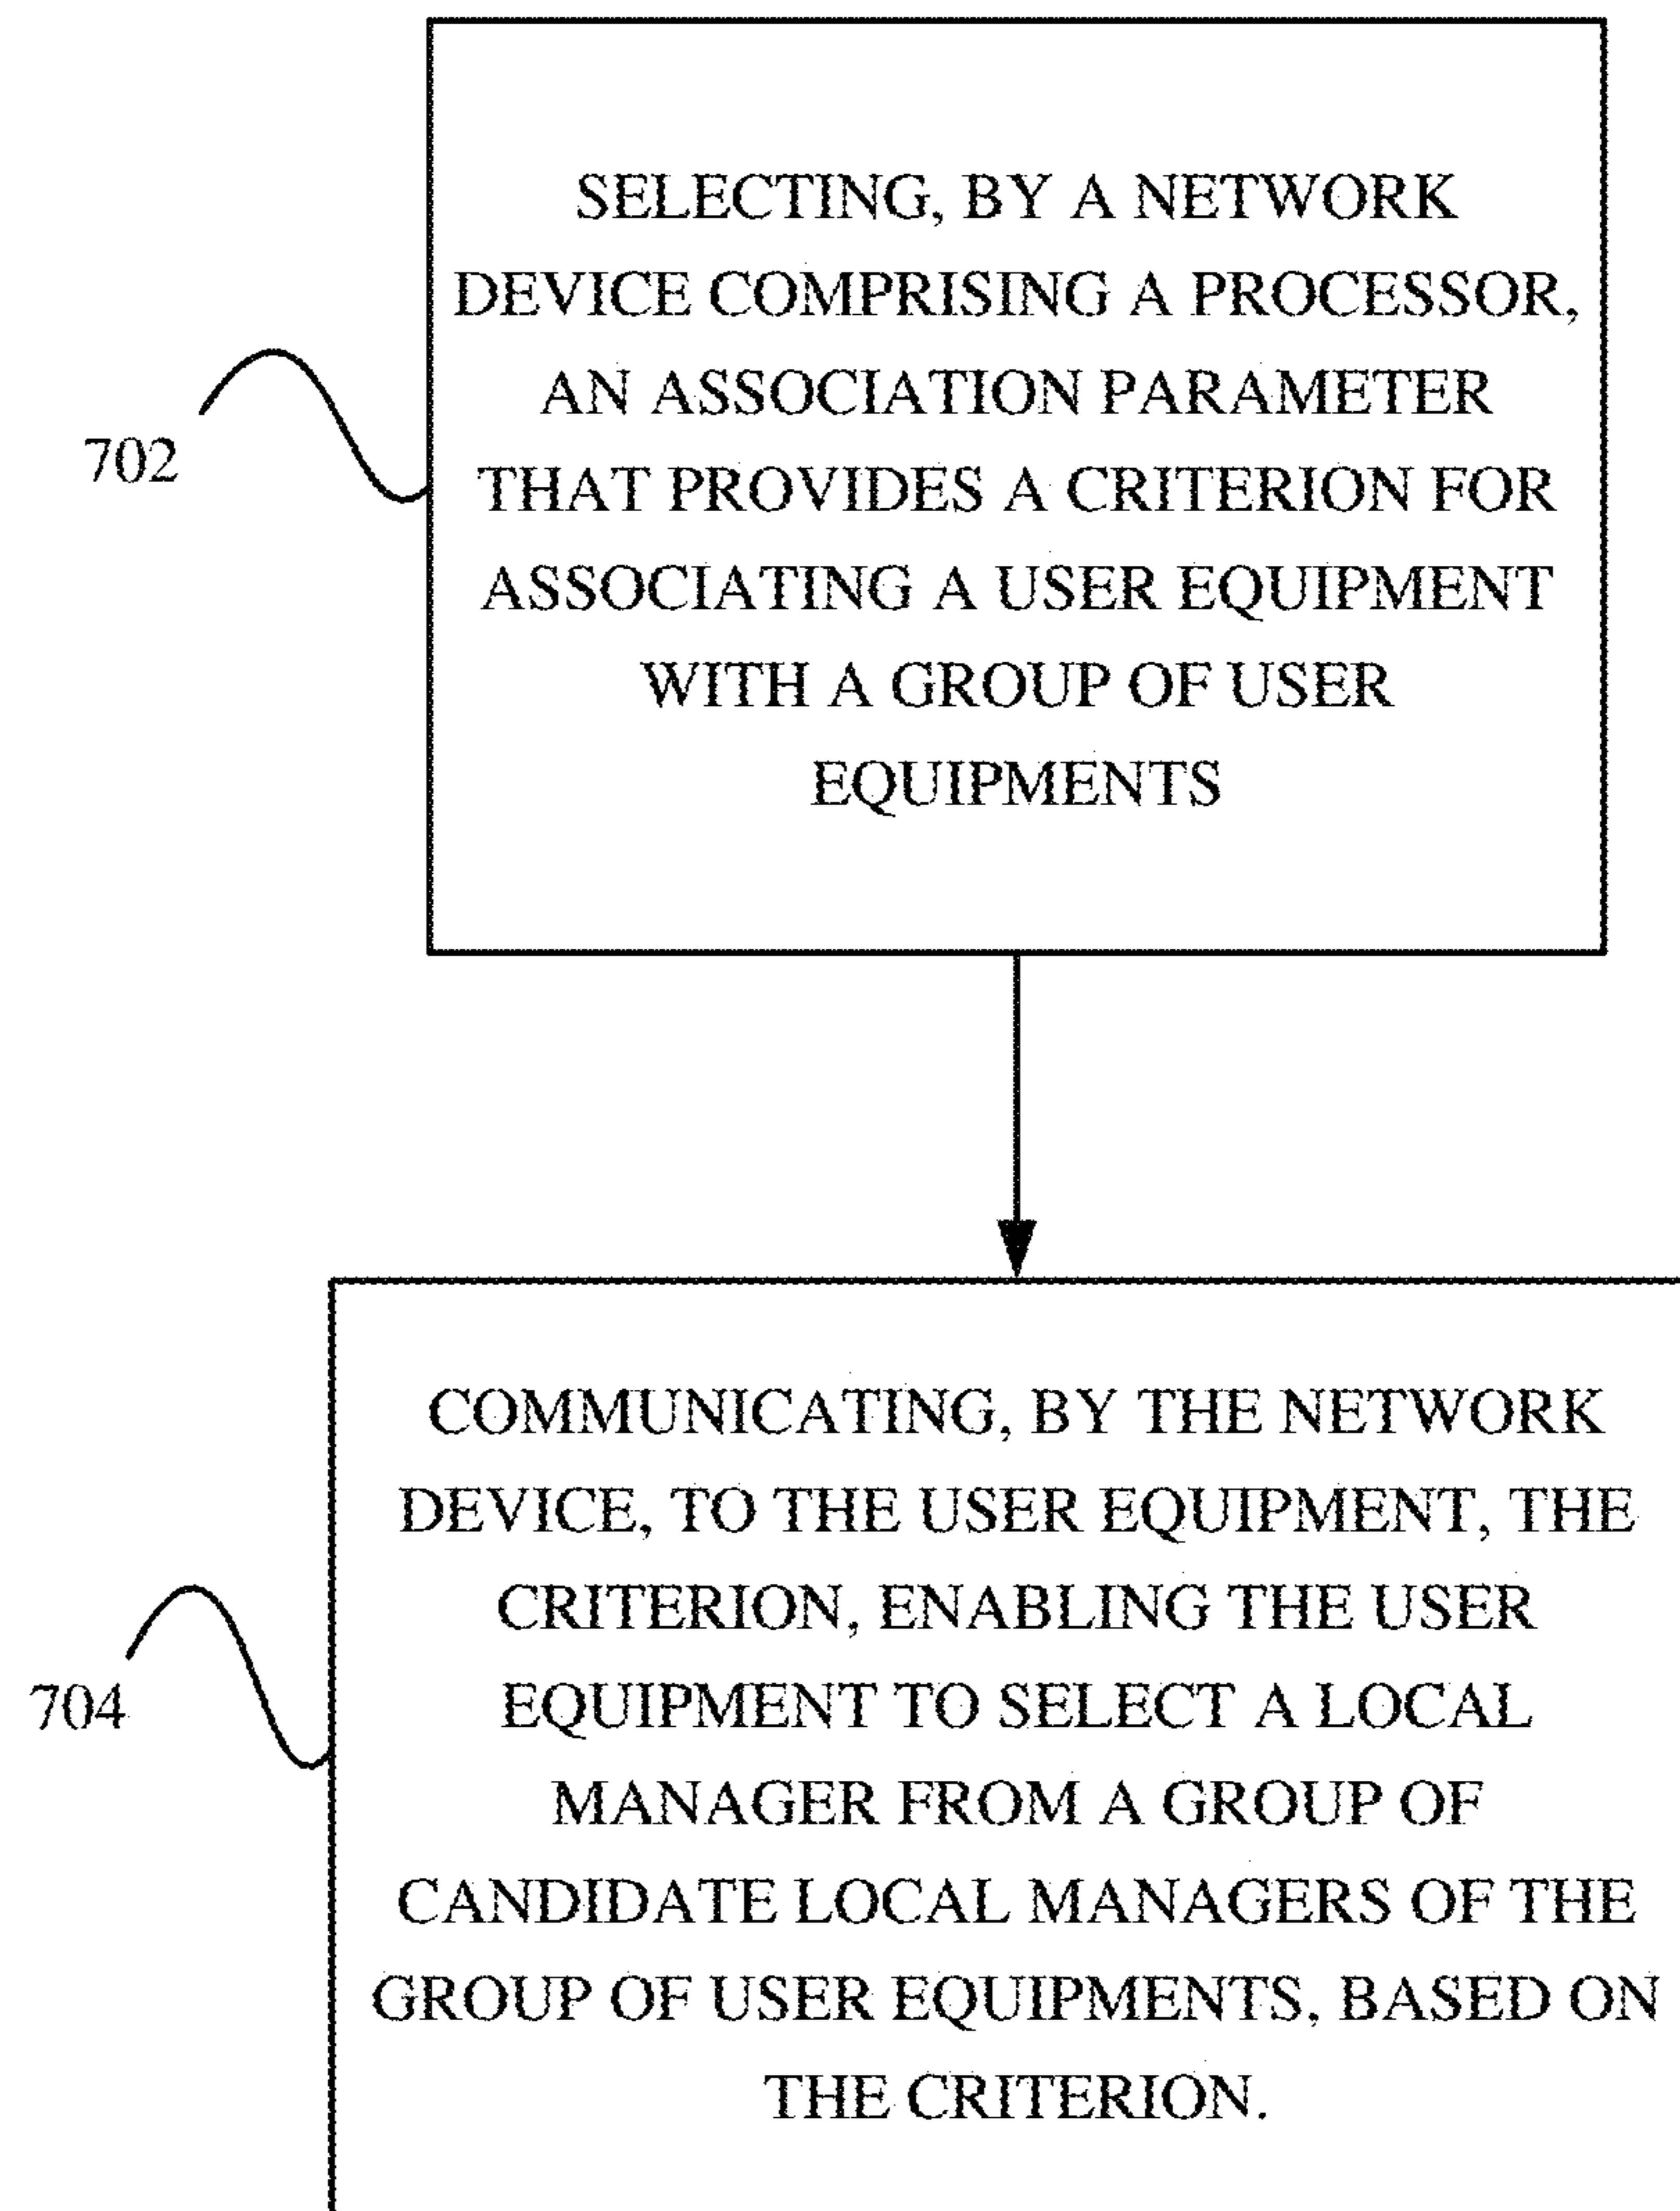 SELECTING, BY A NETWORK
DEVICE COMPRISING A PROCESSOR,
AN ASSOCIATION PARAMETER
THAT PROVIDES A CRITERION FOR
ASSOCIATING A USER EQUIPMENT
WITH A GROUP OF USER
EQUIPMENTS
702
COMMUNICATING, BY THE NETWORK
DEVICE, TO THE USER EQUIPMENT, THE
CRITERION, ENABLING THE USER
EQUIPMENT TO SELECT A LOCAL
MANAGER FROM A GROUP OF
CANDIDATE LOCAL MANAGERS OF THE
GROUP OF USER EQUIPMENTS, BASED ON
THE CRITERION.
704